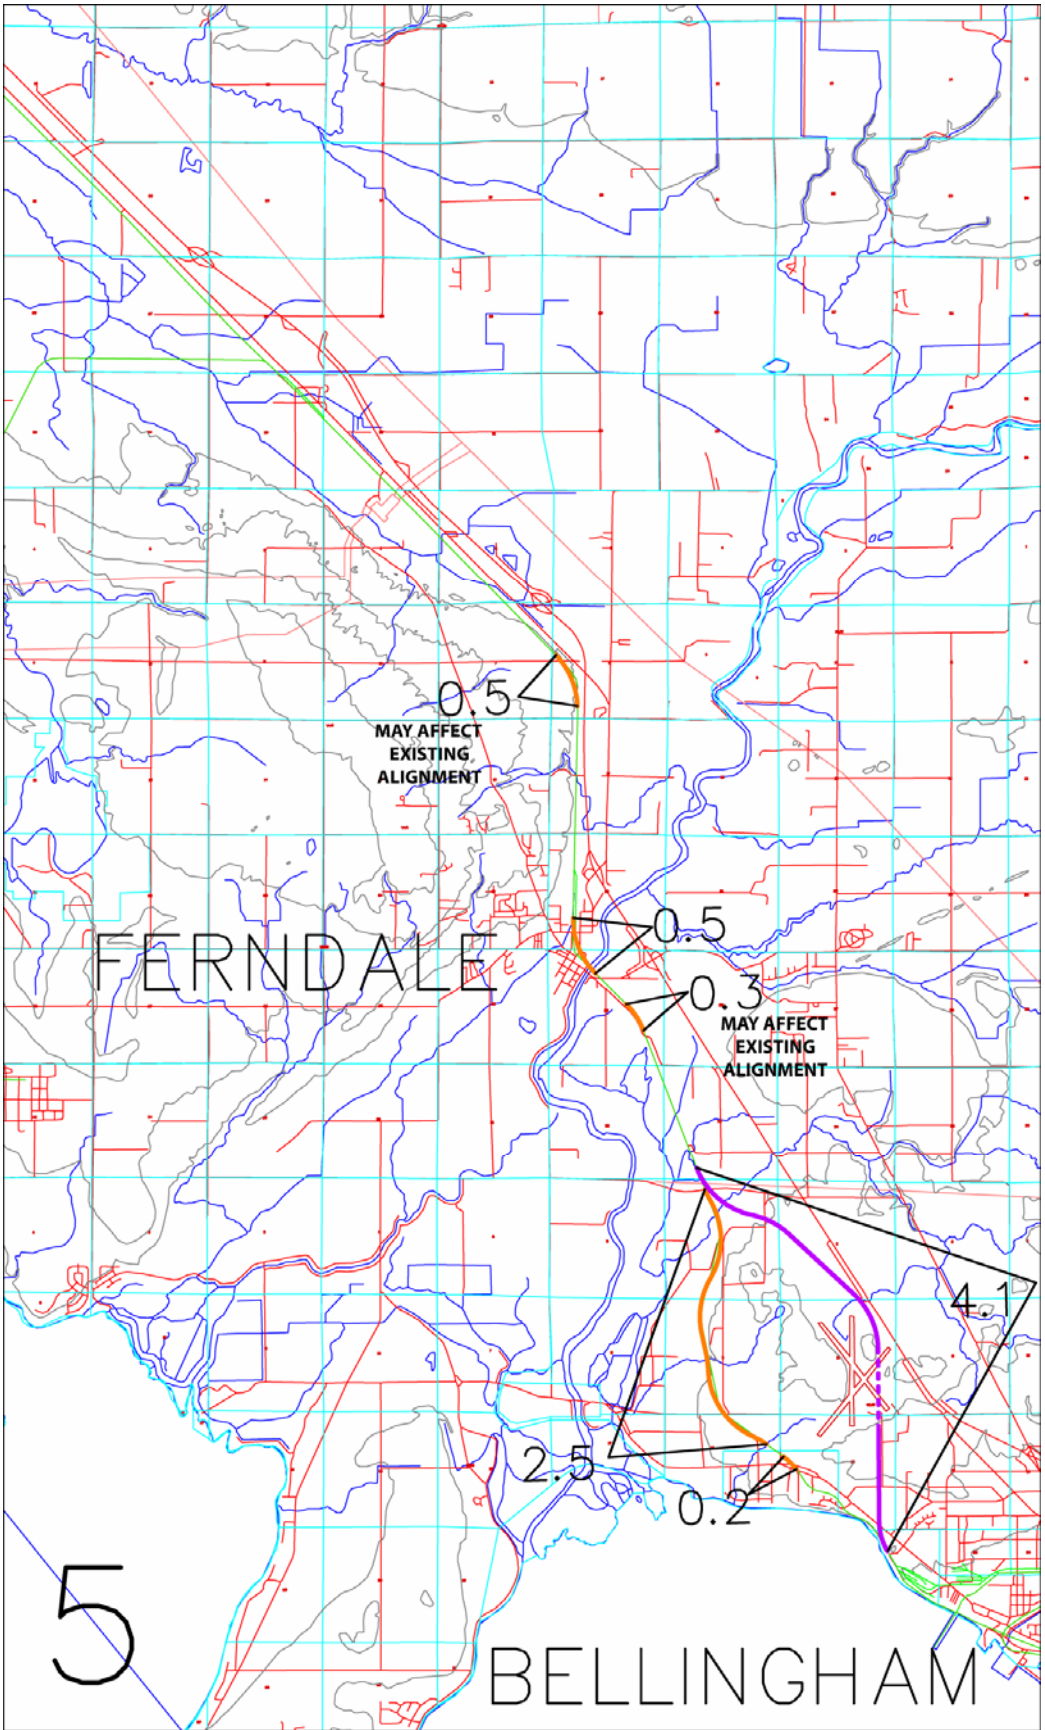 0.5
MAY AFFECT
EXISTING
ALIGNMENT
0.5
FERNDALE
0.3
MAY AFFECT
EXISTING
ALIGNMENT
4.1
2.5
0.2
5
BELLINGHAM